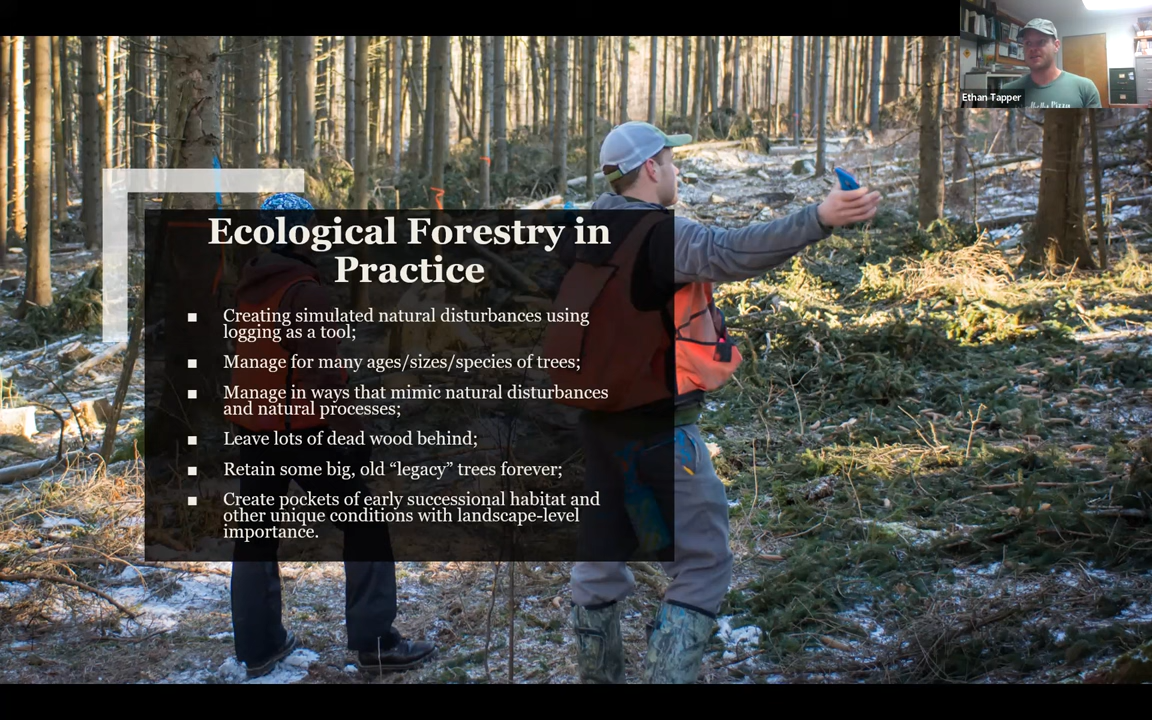 Ethan Tapper
Ecological Forestry in
Practice
■ Creating simulated natural disturbances using
logging as a tool;
■ Manage for many ages/sizes/species of trees;
■ Manage in ways that mimic natural disturbances
and natural processes;
■ Leave lots of dead wood behind;
■ Retain some big, old “legacy” trees forever;
■ Create pockets of early successional habitat and
other unique conditions with landscape-level
importance.